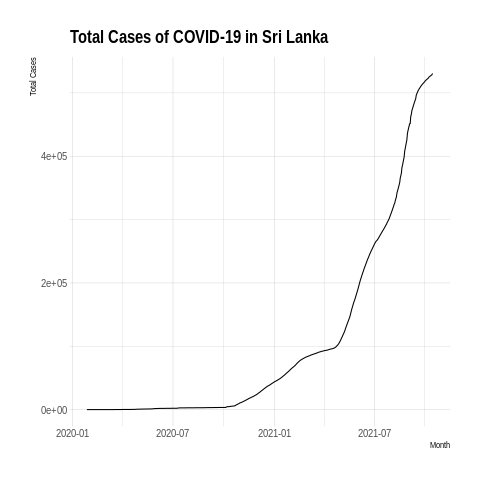 Total Cases of COVID-19 in Sri Lanka
Total Cases
4e+05
2e+05
0e+00
2020-01 2020-07 2021-01 2021-07
Month